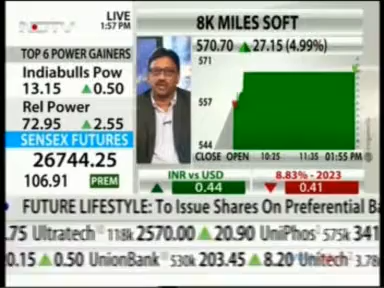 NDTV
LIVE
1:57 PM
TOP 6 POWER GAINERS
Indiabulls Pow
13.15 ▲ 0.50
Rel Power
72.95 ▲ 2.55
SENSEX FUTURES
26744.25
106.91 PREM
8K MILES SOFT
570.70 ▲ 27.15 (4.99%)
571
557
544
CLOSE OPEN 10:25 11:35 01:55 PM
INR vs USD
▲ 0.44
8.83% - 2023
▼ 0.41
FUTURE LIFESTYLE: To Issue Shares On Preferential Ba
.75 Ultratech 118k 2570.00 ▲ 20.90 UniPhos 575k 341
20.15 ▲ 0.50 UnionBank 530k 203.45 ▲ 8.20 Unitech 3.78